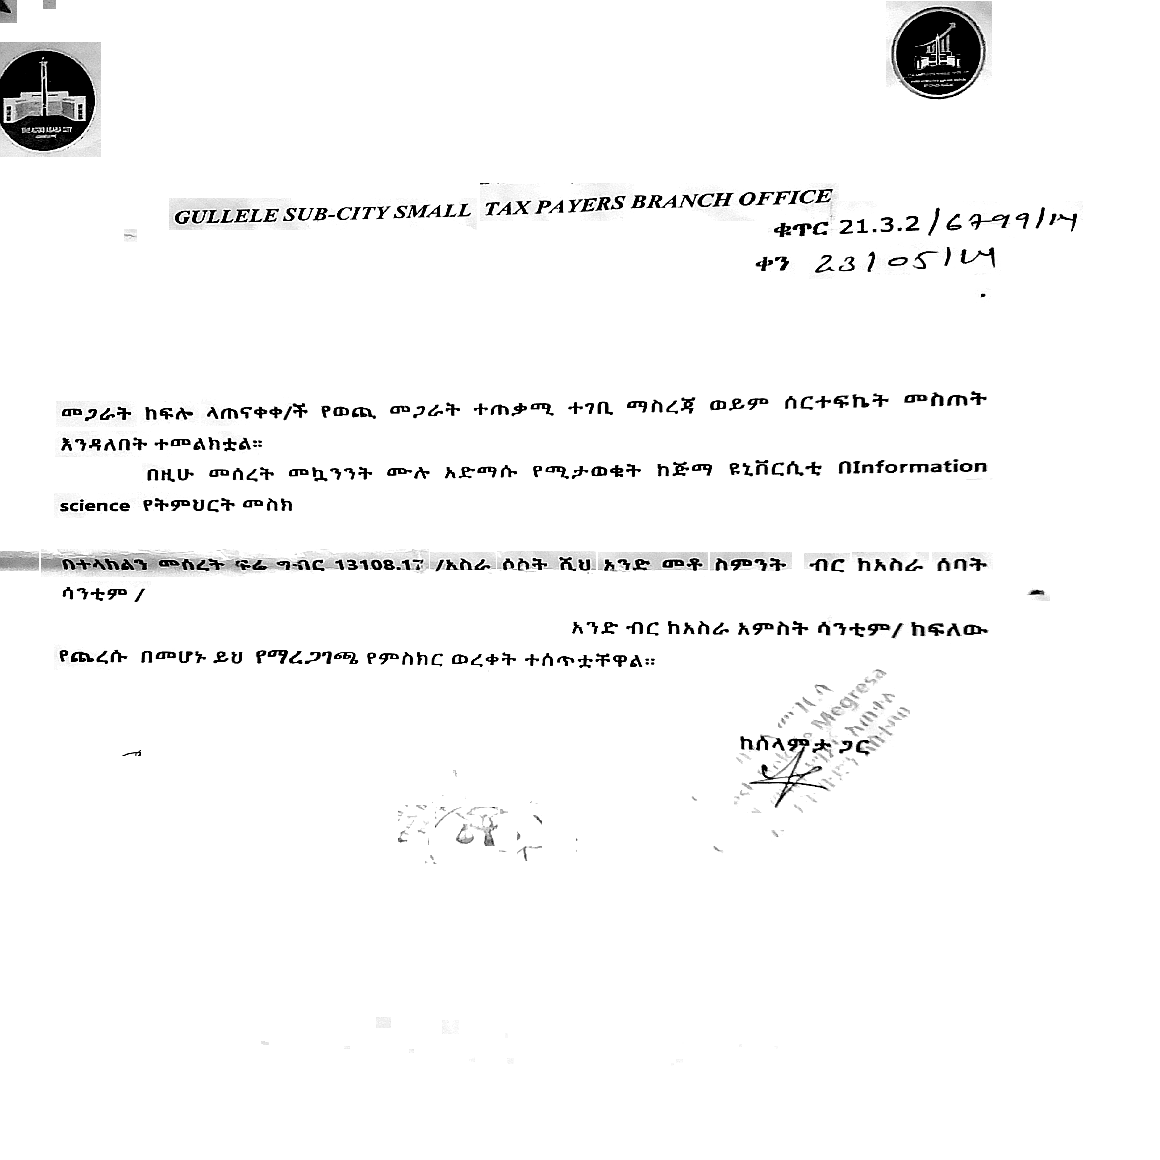 THE ADDIS ABABA CITY
GULLELE SUB-CITY SMALL TAX PAYERS BRANCH OFFICE
ቁጥር 21.3.2/6799/14
ቀን 23/05/14
መጋራት ከፍሎ ላጠናቀቀ/ች የወጪ መጋራት ተጠቃሚ ተገቢ ማስረጃ ወይም ሰርተፍኬት መስጠት
እንዳለበት ተመልክቷል።
በዚሁ መሰረት መኳንንት ሙሉ አድማሱ የሚታወቁት ከጅማ ዩኒቨርሲቲ በInformation
science የትምህርት መስክ
በተላከልን መሰረት ፍሬ ግብር 13108.17 /አስራ ሶስት ሺህ አንድ መቶ ስምንት ብር ከአስራ ሰባት
ሳንቲም /
አንድ ብር ከአስራ አምስት ሳንቲም/ ከፍለው
የጨረሱ በመሆኑ ይህ የማረጋገጫ የምስክር ወረቀት ተሰጥቷቸዋል።
ከሰላምታ ጋር
Megresa